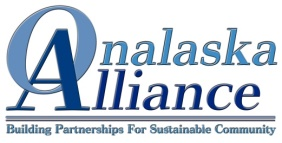 Onalaska
Alliance
Building Partnerships For Sustainable Community